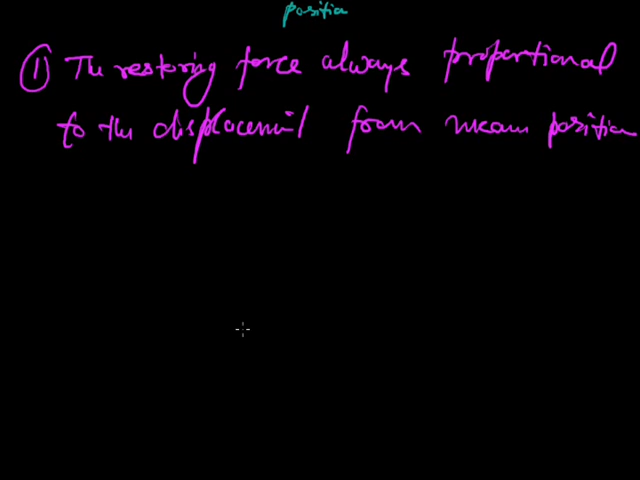 position
① The restoring force always proportional
to the displacement from mean position